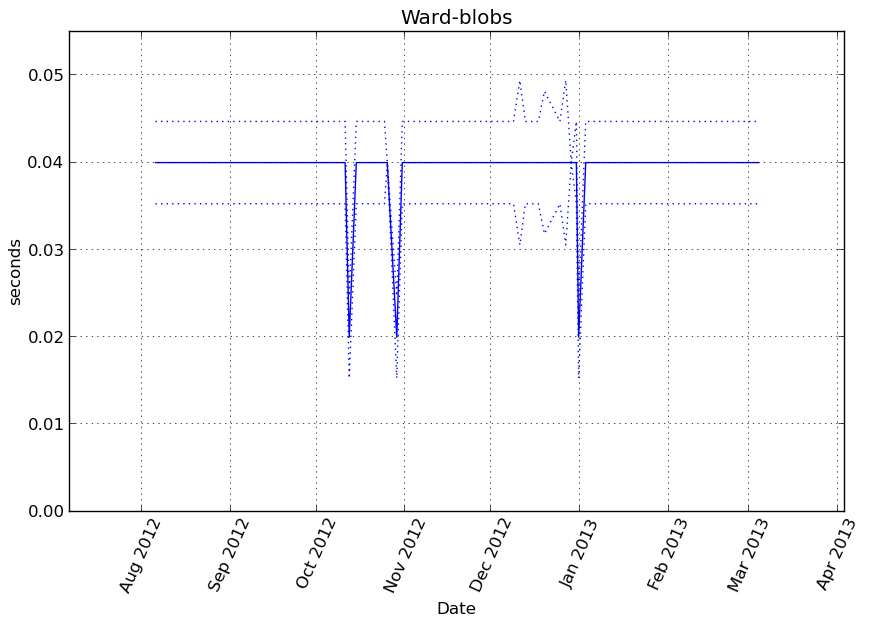 Ward-blobs
0.05
0.04
0.03
0.02
0.01
0.00
seconds
Aug 2012
Sep 2012
Oct 2012
Nov 2012
Dec 2012
Jan 2013
Feb 2013
Mar 2013
Apr 2013
Date